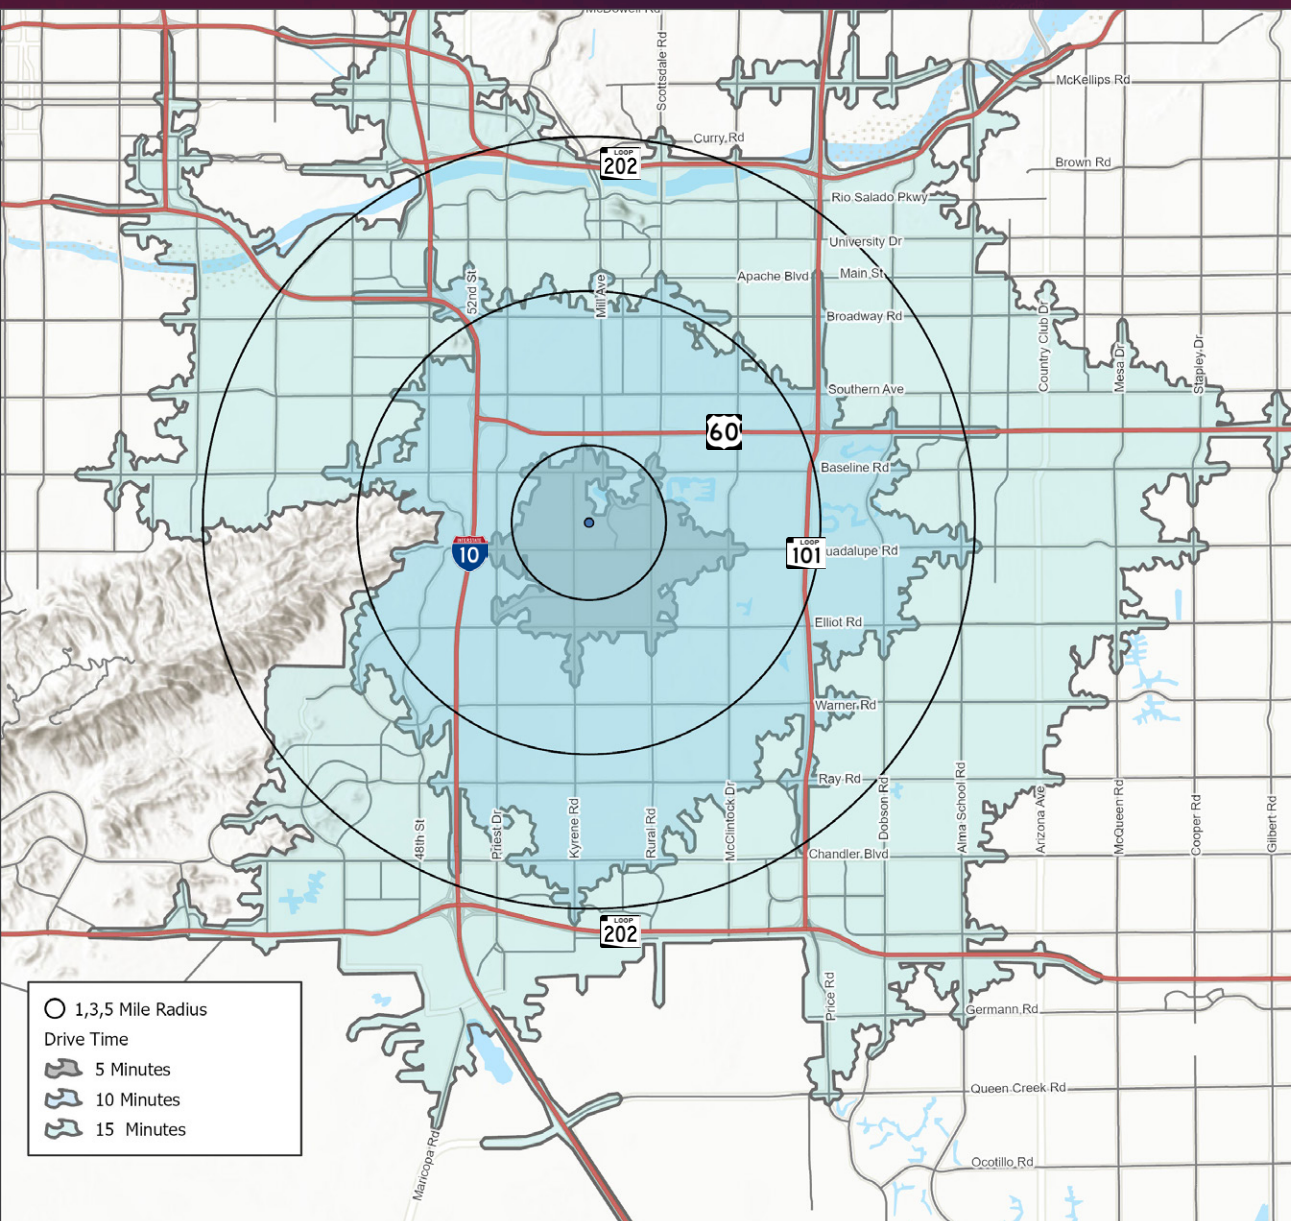 McDowell Rd
Scottsdale Rd
McKellips Rd
Curry Rd
LOOP
202
Brown Rd
Rio Salado Pkwy
University Dr
52nd St
Mill Ave
Apache Blvd
Main St
Broadway Rd
Country Club Dr
Mesa Dr
Stapley Dr
Southern Ave
60
Baseline Rd
INTERSTATE
10
LOOP
101
uadalupe Rd
Elliot Rd
Warner Rd
Ray Rd
48th St
Priest Dr
Kyrene Rd
Rural Rd
McClintock Dr
Dobson Rd
Alma School Rd
Arizona Ave
McQueen Rd
Cooper Rd
Gilbert Rd
Chandler Blvd
LOOP
202
Price Rd
Germann Rd
Queen Creek Rd
Ocotillo Rd
Maricopa Rd
1,3,5 Mile Radius
Drive Time
5 Minutes
10 Minutes
15 Minutes